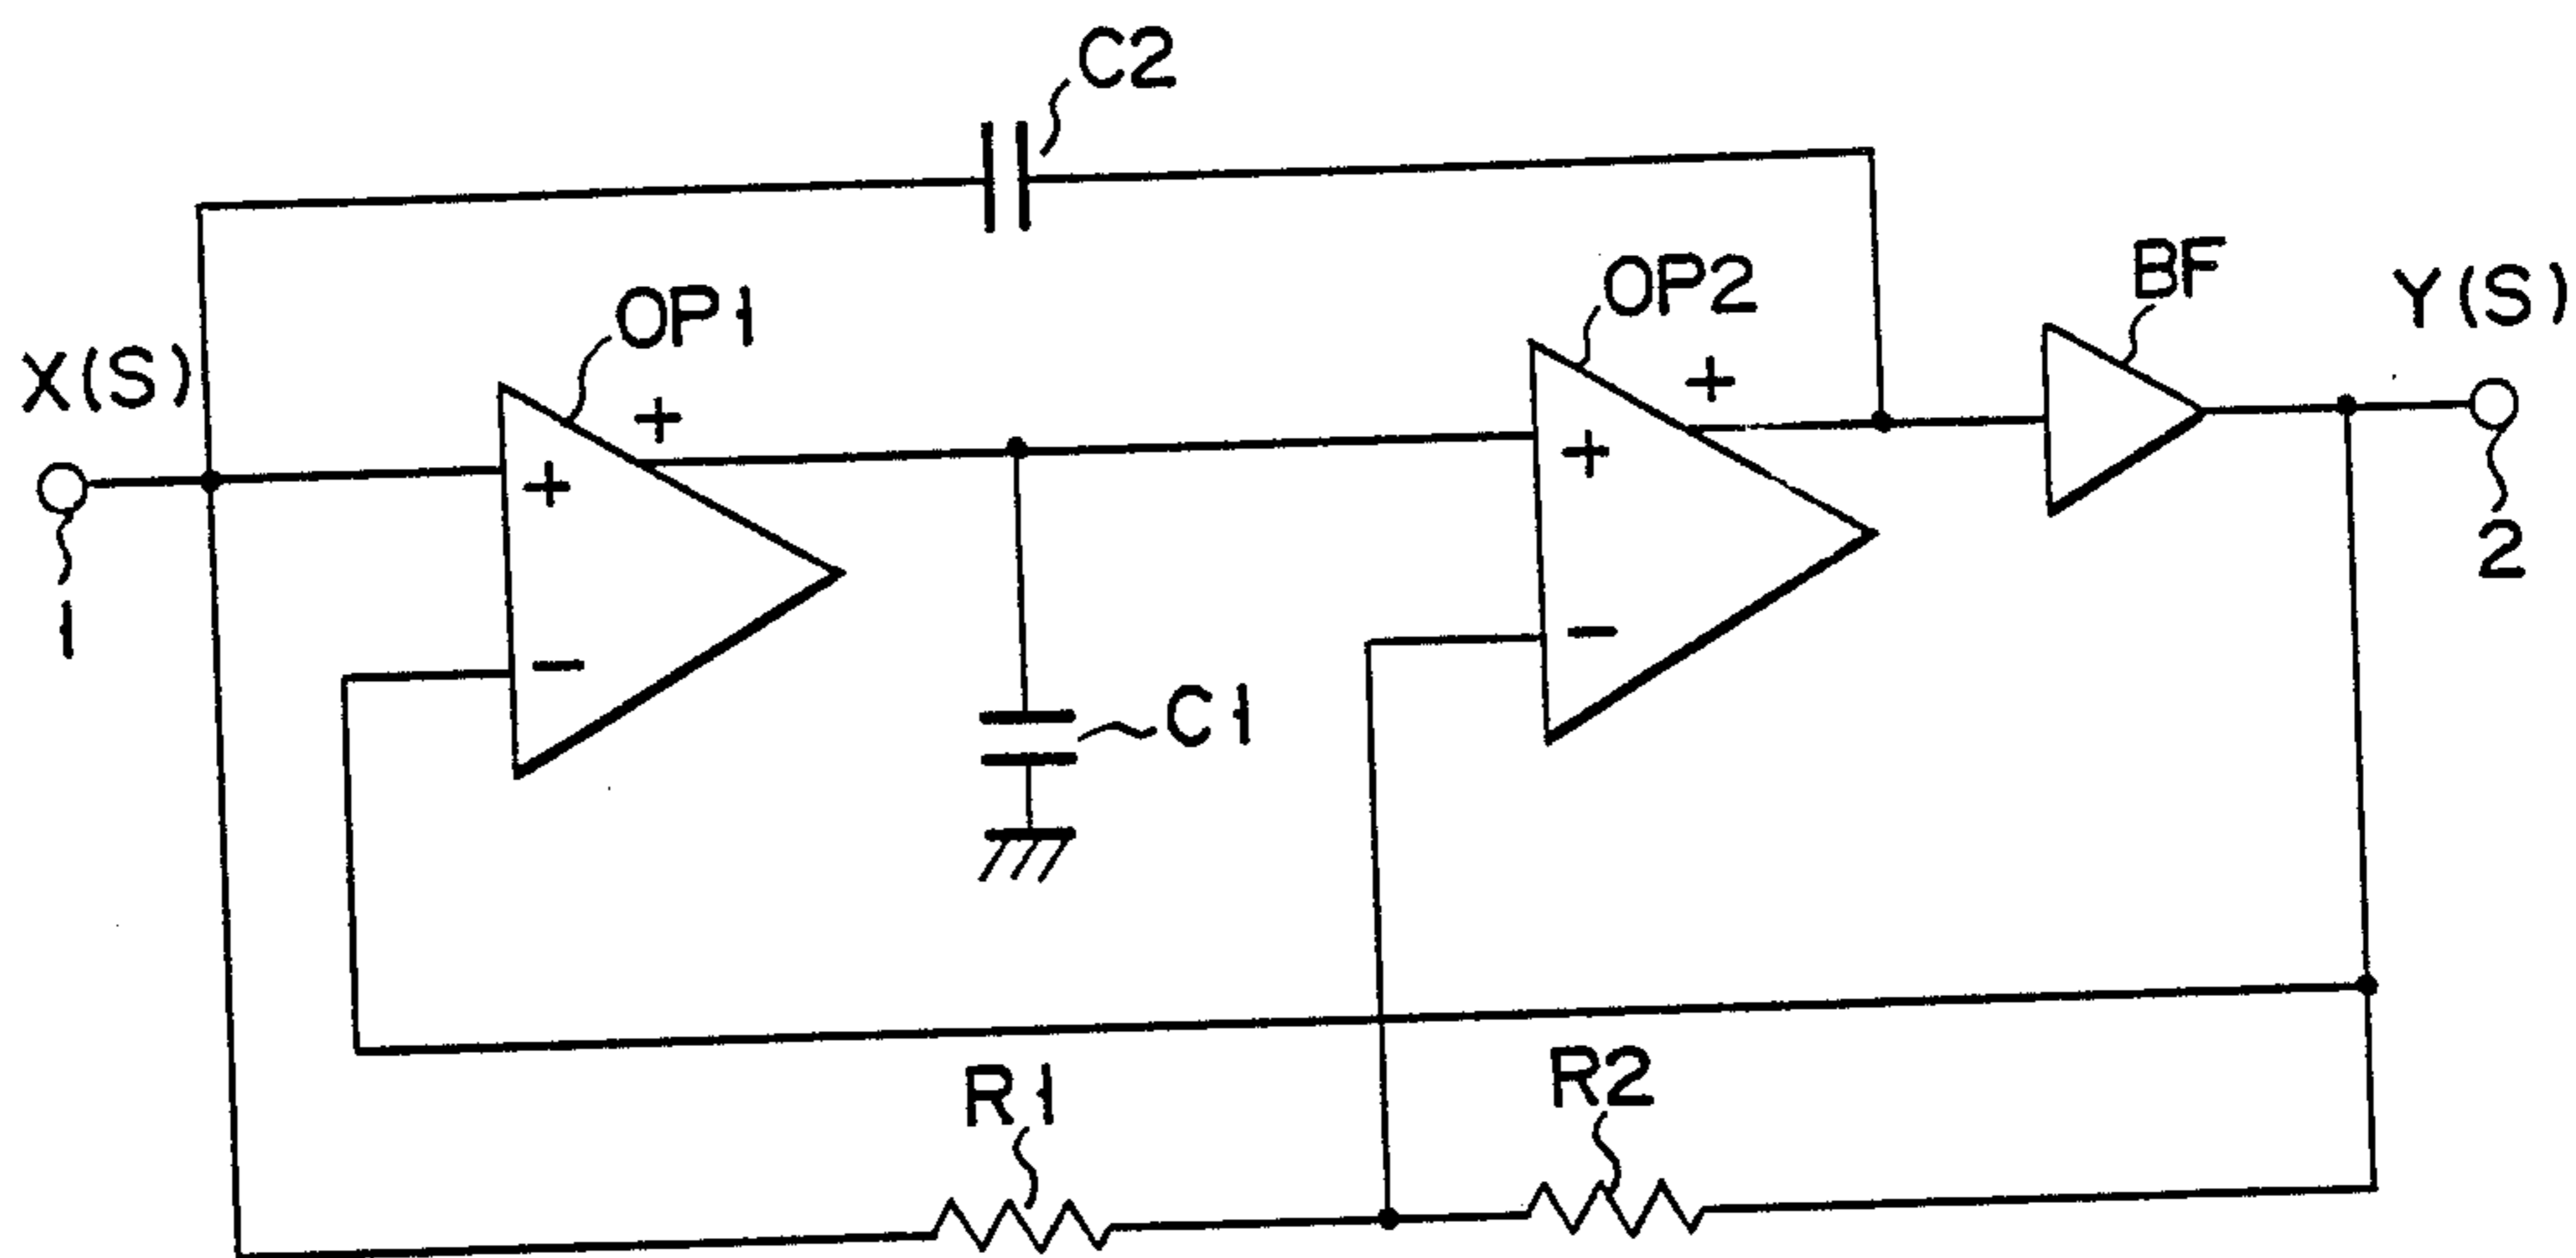 C2
OP1
OP2
BF
X(S)
Y(S)
+
+
+
+
-
-
1
2
C1
R1
R2